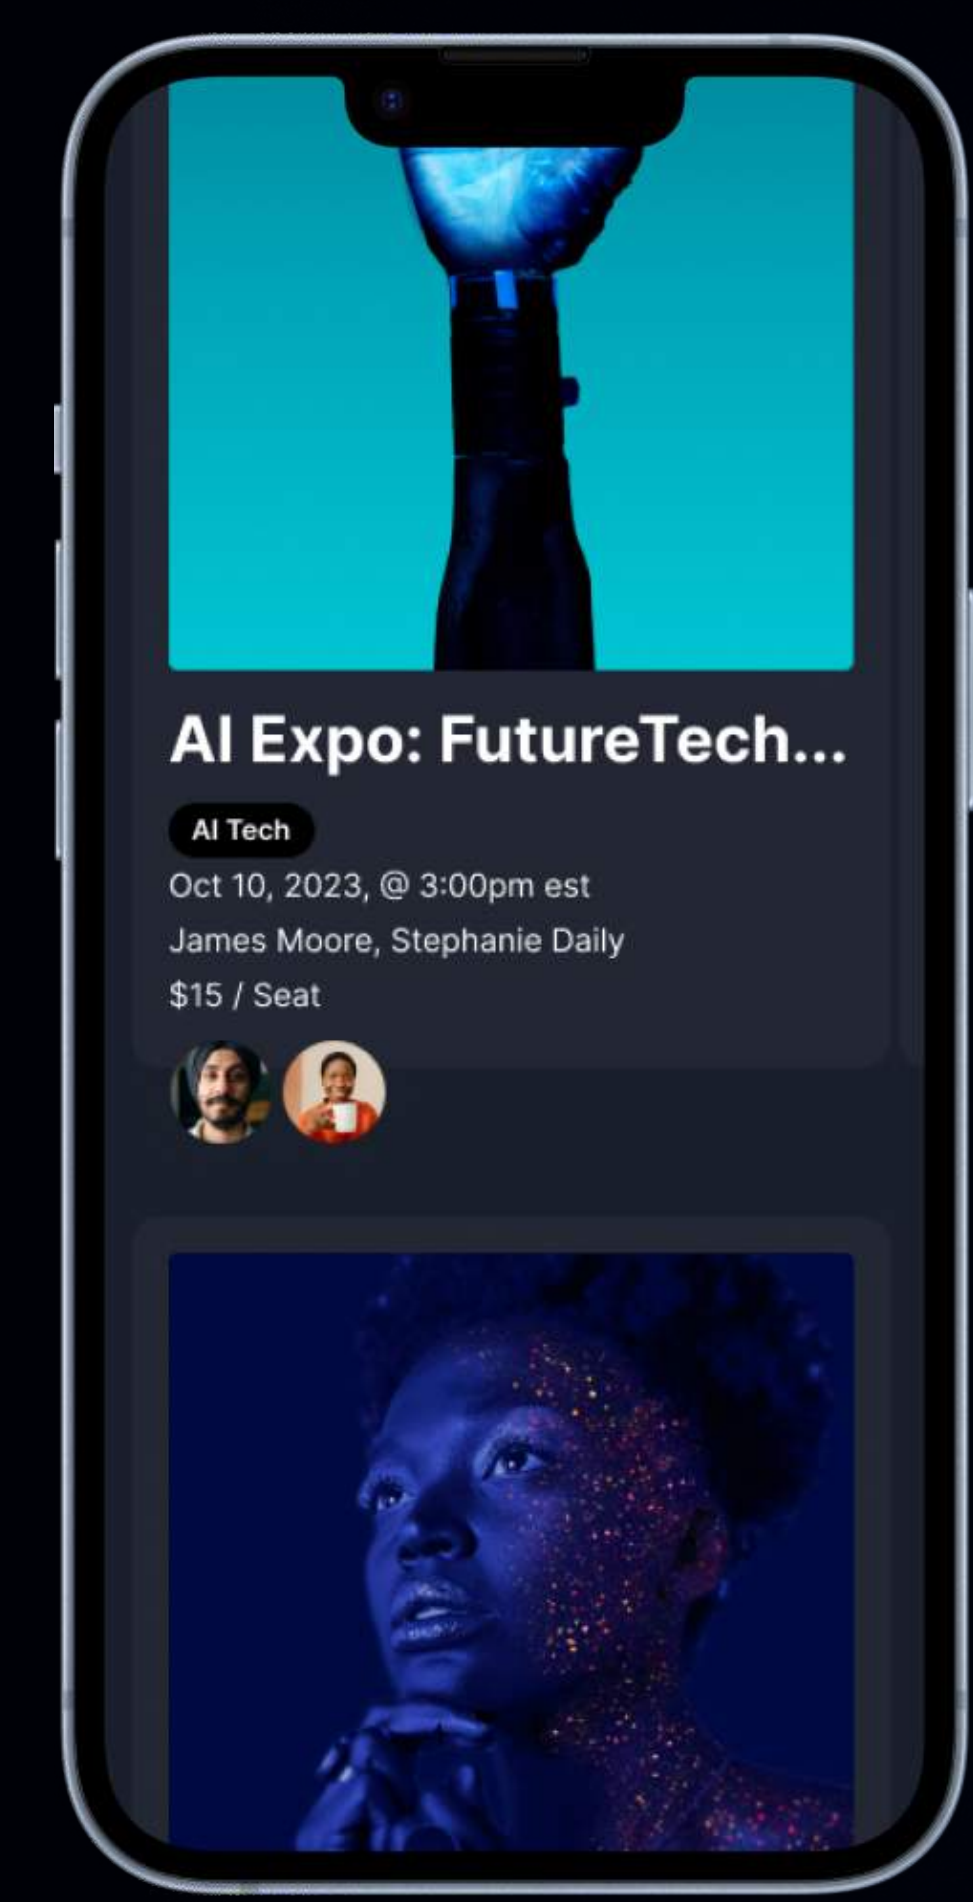 AI Expo: FutureTech...
AI Tech
Oct 10, 2023, @ 3:00pm est
James Moore, Stephanie Daily
$15 / Seat